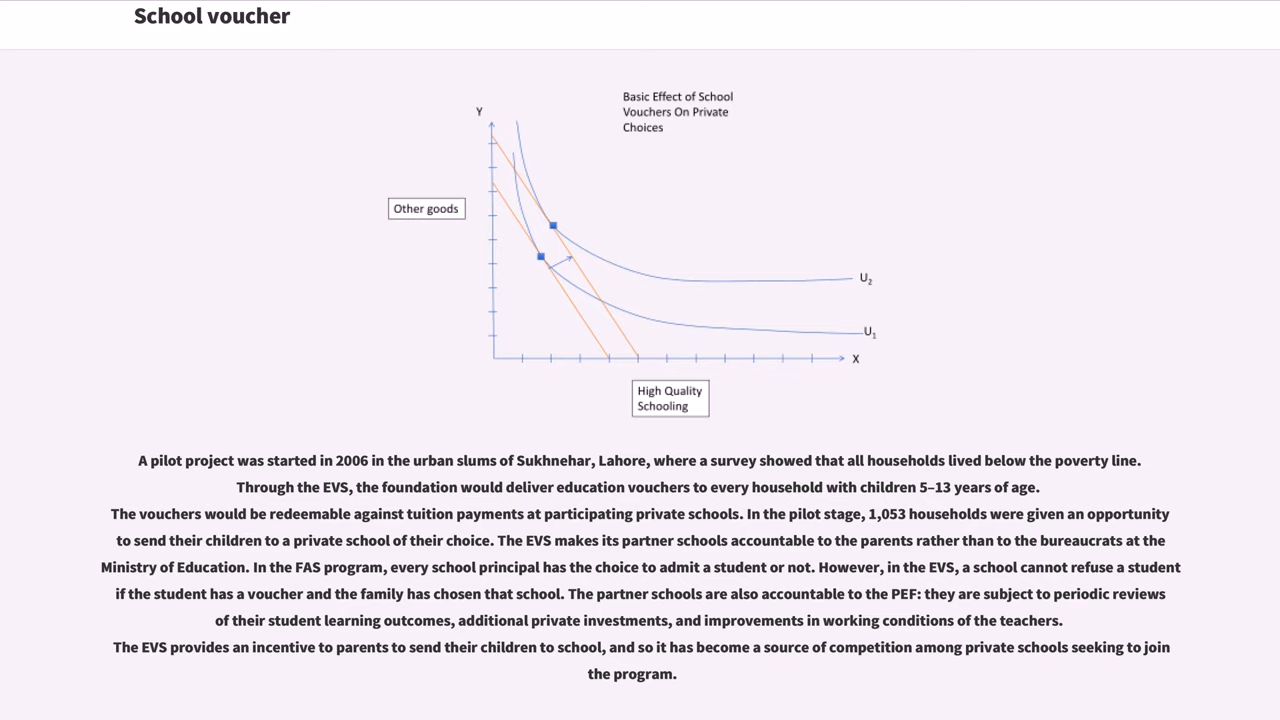 School voucher
Basic Effect of School
Vouchers On Private
Choices
Y
Other goods
U2
U1
X
High Quality
Schooling
A pilot project was started in 2006 in the urban slums of Sukhnehar, Lahore, where a survey showed that all households lived below the poverty line.
Through the EVS, the foundation would deliver education vouchers to every household with children 5–13 years of age.
The vouchers would be redeemable against tuition payments at participating private schools. In the pilot stage, 1,053 households were given an opportunity
to send their children to a private school of their choice. The EVS makes its partner schools accountable to the parents rather than to the bureaucrats at the
Ministry of Education. In the FAS program, every school principal has the choice to admit a student or not. However, in the EVS, a school cannot refuse a student
if the student has a voucher and the family has chosen that school. The partner schools are also accountable to the PEF: they are subject to periodic reviews
of their student learning outcomes, additional private investments, and improvements in working conditions of the teachers.
The EVS provides an incentive to parents to send their children to school, and so it has become a source of competition among private schools seeking to join
the program.